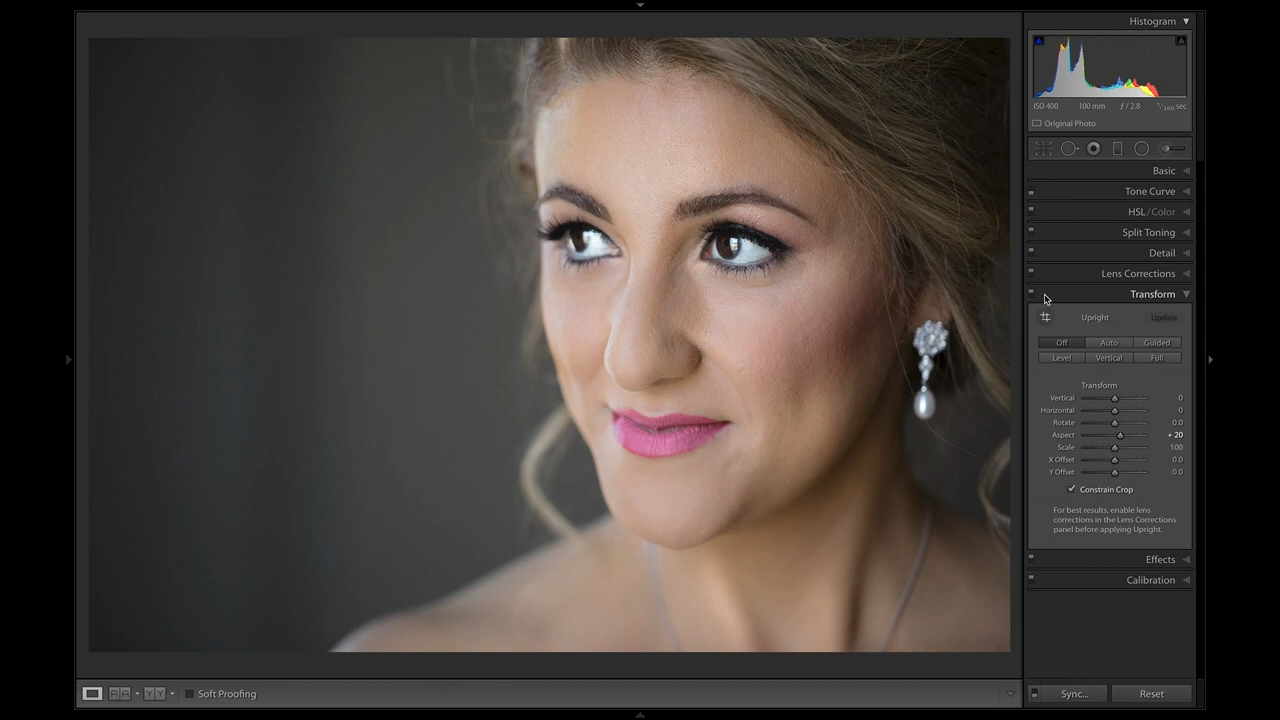 Histogram
ISO 400 100 mm ƒ / 2.8 1/100 sec
Original Photo
Basic
Tone Curve
HSL / Color
Split Toning
Detail
Lens Corrections
Transform
Upright Update
Off Auto Guided
Level Vertical Full
Transform
Vertical 0
Horizontal 0
Rotate 0.0
Aspect + 20
Scale 100
X Offset 0.0
Y Offset 0.0
Constrain Crop
For best results, enable lens
corrections in the Lens Corrections
panel before applying Upright.
Effects
Calibration
R A Y Y Soft Proofing Sync... Reset